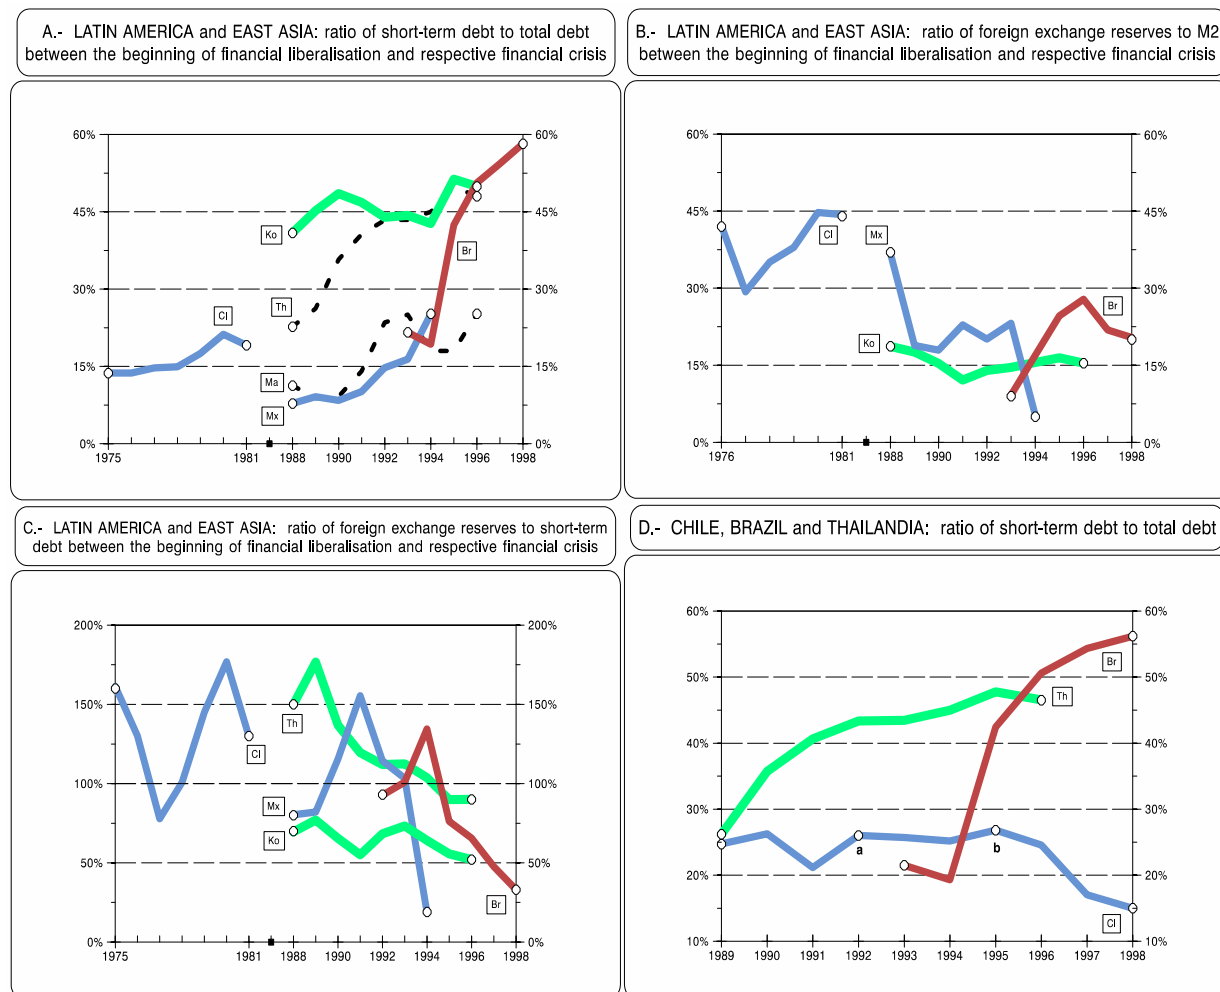 A.- LATIN AMERICA and EAST ASIA: ratio of short-term debt to total debt
between the beginning of financial liberalisation and respective financial crisis
60%
60%
45%
45%
30%
30%
15%
15%
0%
0%
Ko
Th
Cl
Ma
Mx
Br
1975
1981
1988
1990
1992
1994
1996
1998
B.- LATIN AMERICA and EAST ASIA: ratio of foreign exchange reserves to M2
between the beginning of financial liberalisation and respective financial crisis
60%
60%
45%
45%
30%
30%
15%
15%
0%
0%
Cl
Mx
Ko
Br
1976
1981
1988
1990
1992
1994
1996
1998
C.- LATIN AMERICA and EAST ASIA: ratio of foreign exchange reserves to short-term
debt between the beginning of financial liberalisation and respective financial crisis
200%
200%
150%
150%
100%
100%
50%
50%
0%
0%
Th
Cl
Mx
Ko
Br
1975
1981
1988
1990
1992
1994
1996
1998
D.- CHILE, BRAZIL and THAILANDIA: ratio of short-term debt to total debt
60%
60%
50%
50%
40%
40%
30%
30%
20%
20%
10%
10%
Br
Th
a
b
Cl
1989
1990
1991
1992
1993
1994
1995
1996
1997
1998